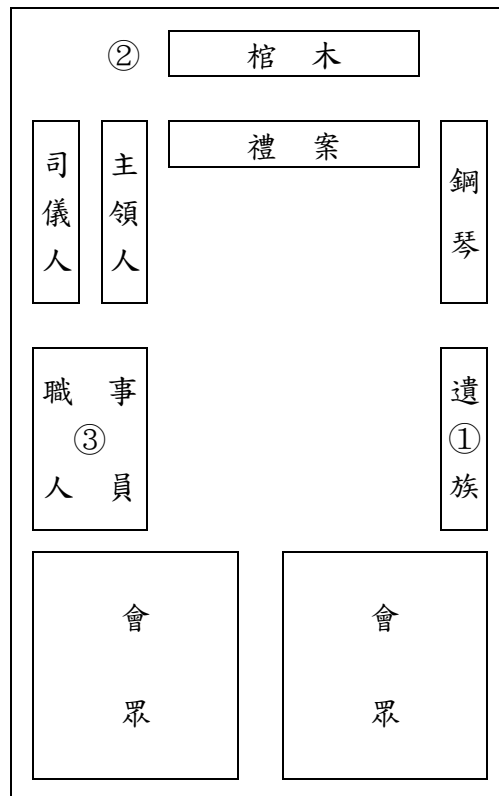 ② 棺木
司儀人
主領人
禮案
鋼琴
職事
③
人員
遺
①
族
會眾
會眾